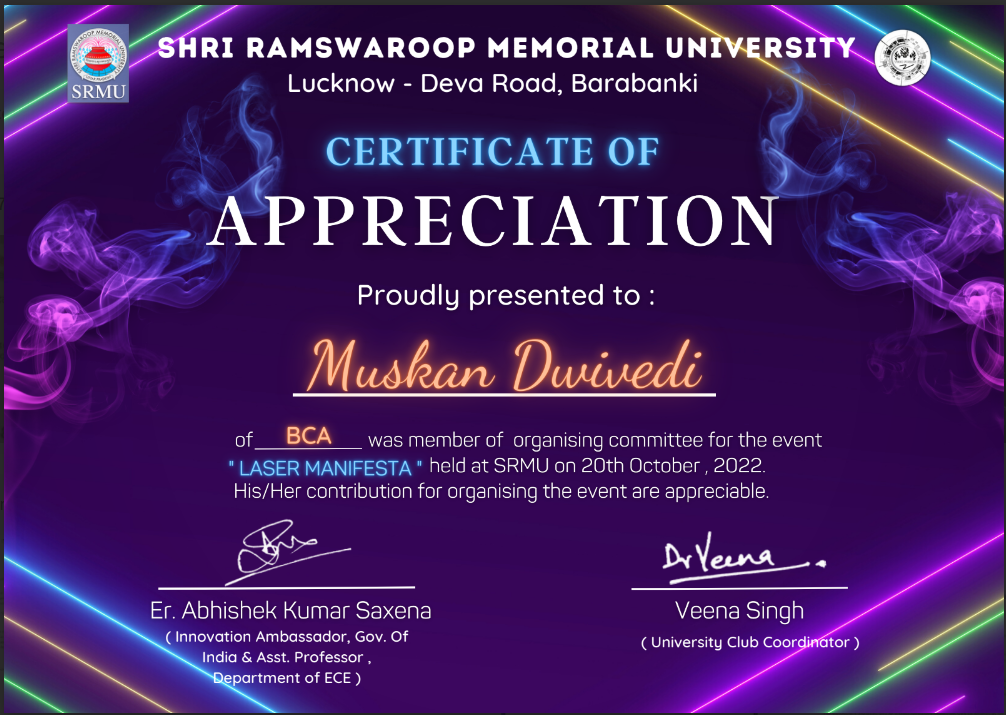 SHRI RAMSWAROOP MEMORIAL UNIVERSITY
Lucknow - Deva Road, Barabanki
SRMU
CERTIFICATE OF
APPRECIATION
Proudly presented to :
Muskan Dwivedi
of BCA was member of organising committee for the event
" LASER MANIFESTA " held at SRMU on 20th October , 2022.
His/Her contribution for organising the event are appreciable.
Dr Veena
Er. Abhishek Kumar Saxena
( Innovation Ambassador, Gov. Of
India & Asst. Professor ,
Department of ECE )
Veena Singh
( University Club Coordinator )